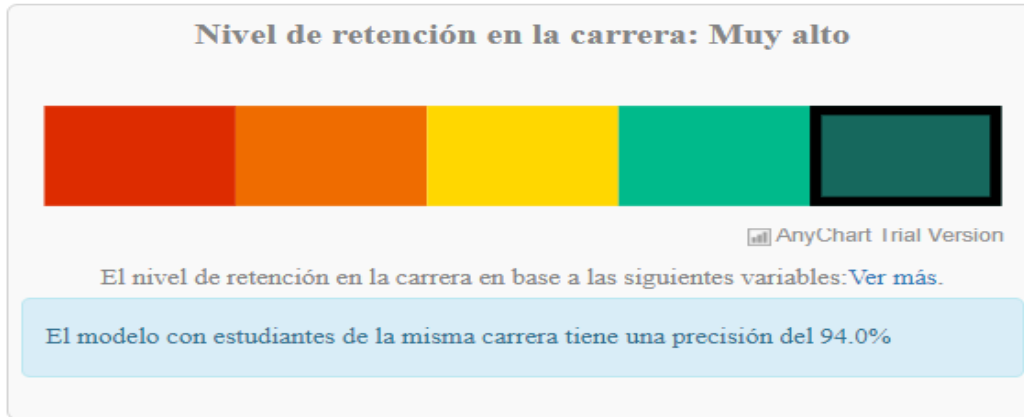 Nivel de retención en la carrera: Muy alto
AnyChart Trial Version
El nivel de retención en la carrera en base a las siguientes variables:Ver más.
El modelo con estudiantes de la misma carrera tiene una precisión del 94.0%